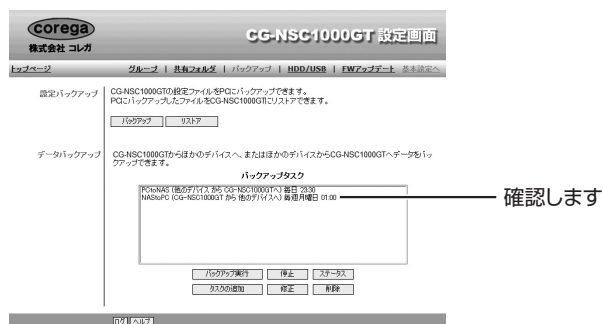 corega
株式会社 コレガ
CG-NSC1000GT 設定画面
トップページ
グループ | 共有フォルダ | バックアップ | HDD/USB | FWアップデート 基本設定へ
設定バックアップ
CG-NSC1000GTの設定ファイルをPCにバックアップできます。
PCにバックアップしたファイルをCG-NSC1000GTにリストアできます。
バックアップ リストア
データバックアップ
CG-NSC1000GTからほかのデバイスへ、またはほかのデバイスからCG-NSC1000GTへデータをバッ
クアップできます。
バックアップタスク
PCtoNAS (他のデバイス から CG-NSC1000GTへ) 毎日 23:30
NAStoPC (CG-NSC1000GT から 他のデバイスへ) 毎週月曜日 01:00
確認します
バックアップ実行 停止 ステータス
タスクの追加 修正 削除
ログ ヘルプ